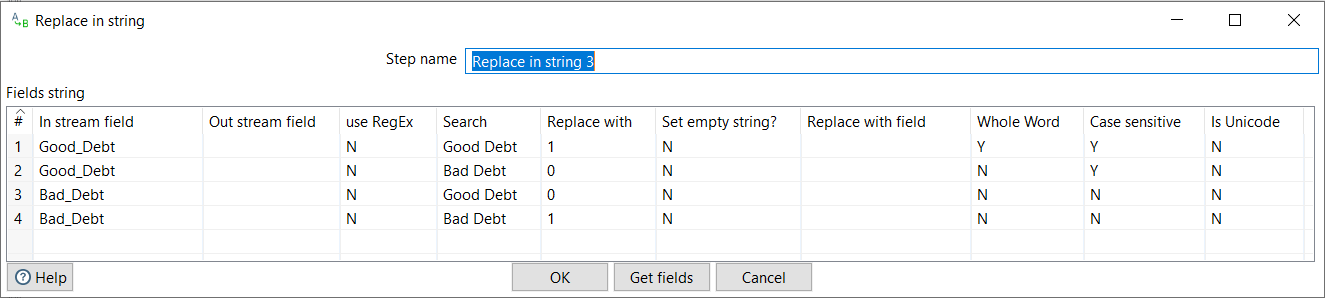 Replace in string
Step name Replace in string 3
Fields string
# In stream field Out stream field use RegEx Search Replace with Set empty string? Replace with field Whole Word Case sensitive Is Unicode
1 Good_Debt N Good Debt 1 N Y Y N
2 Good_Debt N Bad Debt 0 N N Y N
3 Bad_Debt N Good Debt 0 N N N N
4 Bad_Debt N Bad Debt 1 N N N N
Help OK Get fields Cancel